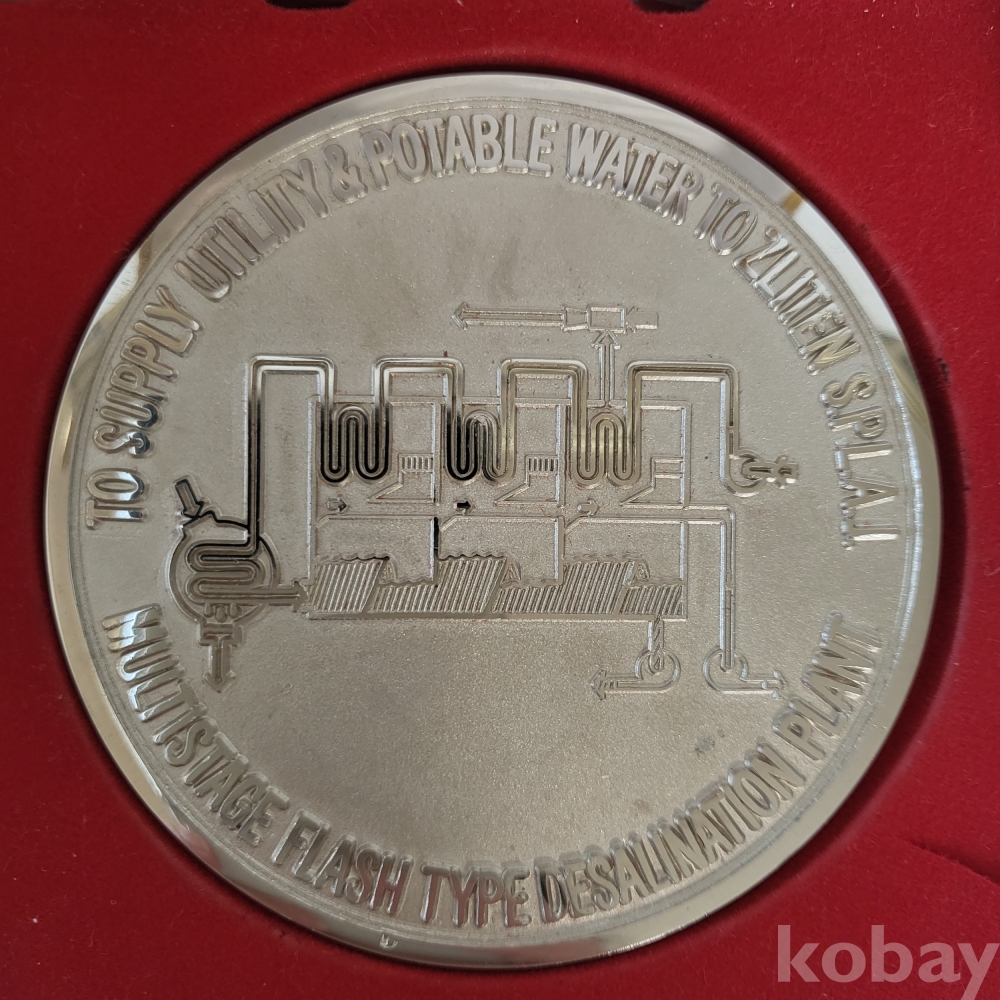 TO SUPPLY UTILITY & POTABLE WATER TO ZLITEN S.P.L.A.J.
MULTISTAGE FLASH TYPE DESALINATION PLANT
kobay